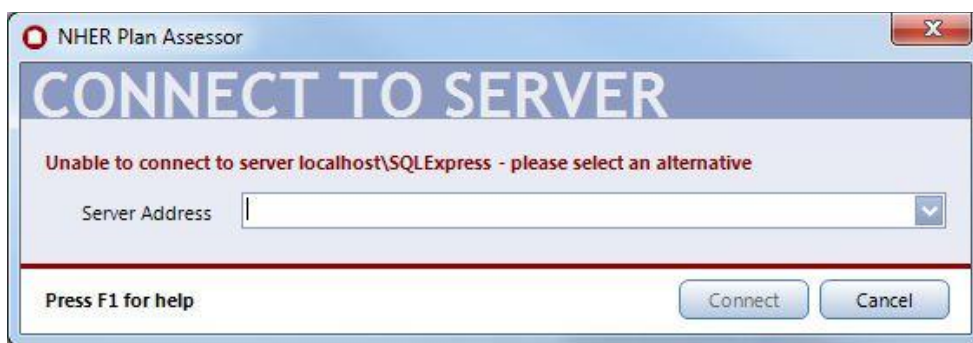 NHER Plan Assessor
CONNECT TO SERVER
Unable to connect to server localhost\SQLExpress - please select an alternative
Server Address
Press F1 for help
Connect
Cancel